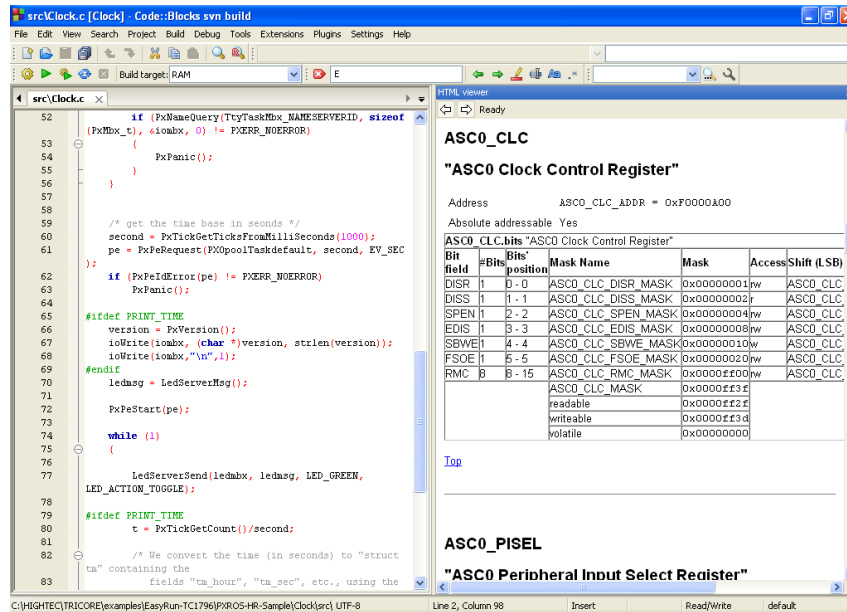 src\Clock.c [Clock] - Code::Blocks svn build
File Edit View Search Project Build Debug Tools Extensions Plugins Settings Help
Build target: RAM E
src\Clock.c
52 if (PxNameQuery(TtyTaskMbx_NAMESERVERID, sizeof
(PxMbx_t), &iombx, 0) != PXERR_NOERROR)
53 {
54 PxPanic();
55 }
56 }
57
58
59 /* get the time base in seonds */
60 second = PxTickGetTicksFromMilliSeconds(1000);
61 pe = PxPeRequest(PXOpoolTaskdefault, second, EV_SEC
);
62 if (PxPeIdError(pe) != PXERR_NOERROR)
63 PxPanic();
64
65 #ifdef PRINT_TIME
66 version = PxVersion();
67 ioWrite(iombx, (char *)version, strlen(version));
68 ioWrite(iombx,"\n",1);
69 #endif
70 ledmsg = LedServerMsg();
71
72 PxPeStart(pe);
73
74 while (1)
75 {
76
77 LedServerSend(ledmbx, ledmsg, LED_GREEN,
LED_ACTION_TOGGLE);
78
79 #ifdef PRINT_TIME
80 t = PxTickGetCount()/second;
81
82 /* We convert the time (in seconds) to "struct
tm" containing the
83 fields "tm_hour", "tm_sec", etc., using the
HTML viewer
Ready
ASC0_CLC
"ASC0 Clock Control Register"
Address ASC0_CLC_ADDR = 0xF0000A00
Absolute addressable Yes
ASC0_CLC.bits "ASC0 Clock Control Register"
Bit field #Bits Bits' position Mask Name Mask Access Shift (LSB)
DISR 1 0 - 0 ASC0_CLC_DISR_MASK 0x00000001 rw ASC0_CLC_
DISS 1 1 - 1 ASC0_CLC_DISS_MASK 0x00000002 r ASC0_CLC_
SPEN 1 2 - 2 ASC0_CLC_SPEN_MASK 0x00000004 rw ASC0_CLC_
EDIS 1 3 - 3 ASC0_CLC_EDIS_MASK 0x00000008 rw ASC0_CLC_
SBWE 1 4 - 4 ASC0_CLC_SBWE_MASK 0x00000010 w ASC0_CLC_
FSOE 1 5 - 5 ASC0_CLC_FSOE_MASK 0x00000020 rw ASC0_CLC_
RMC 8 8 - 15 ASC0_CLC_RMC_MASK 0x0000ff00 rw ASC0_CLC_
ASC0_CLC_MASK 0x0000ff3f
readable 0x0000ff2f
writeable 0x0000ff3d
volatile 0x00000000
Top
ASC0_PISEL
"ASC0 Peripheral Input Select Register"
C:\HIGHTEC\TRICORE\examples\EasyRun-TC1796\PXROS-HR-Sample\Clock\src\ UTF-8 Line 2, Column 98 Insert Read/Write default